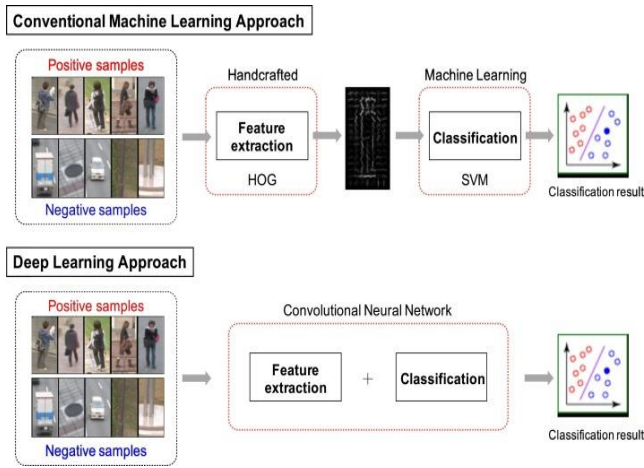 Conventional Machine Learning Approach
Positive samples
Negative samples
Handcrafted
Feature
extraction
HOG
Machine Learning
Classification
SVM
Classification result
Deep Learning Approach
Positive samples
Negative samples
Convolutional Neural Network
Feature
extraction
+
Classification
Classification result